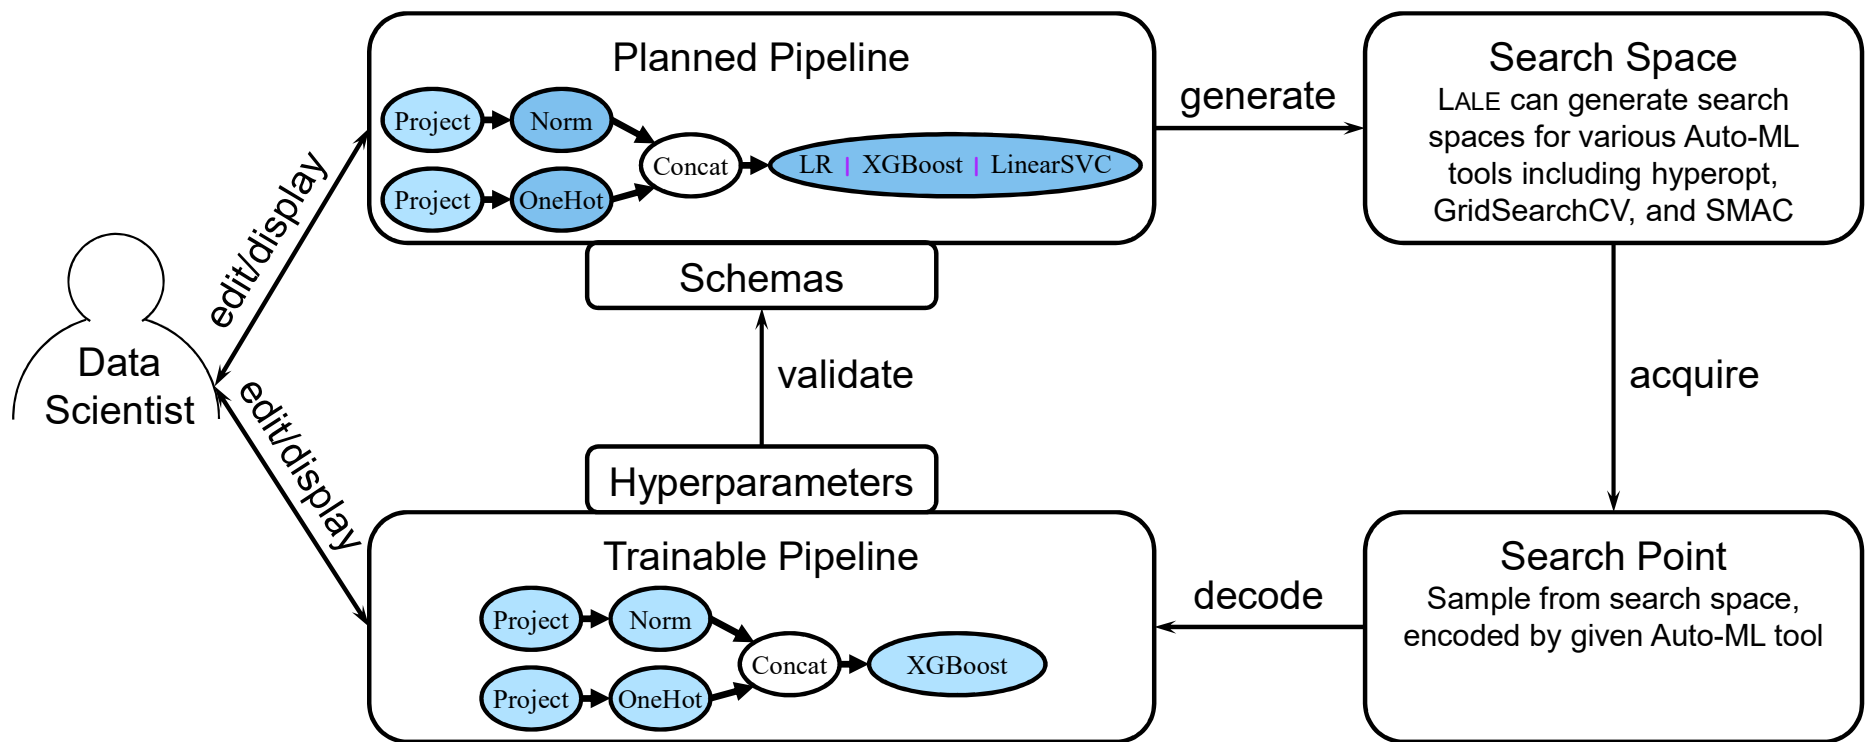 Planned Pipeline
Project
Norm
Project
OneHot
Concat
LR | XGBoost | LinearSVC
generate
Search Space
LALE can generate search
spaces for various Auto-ML
tools including hyperopt,
GridSearchCV, and SMAC
edit/display
Schemas
Data
Scientist
validate
acquire
edit/display
Hyperparameters
Trainable Pipeline
Project
Norm
Project
OneHot
Concat
XGBoost
decode
Search Point
Sample from search space,
encoded by given Auto-ML tool